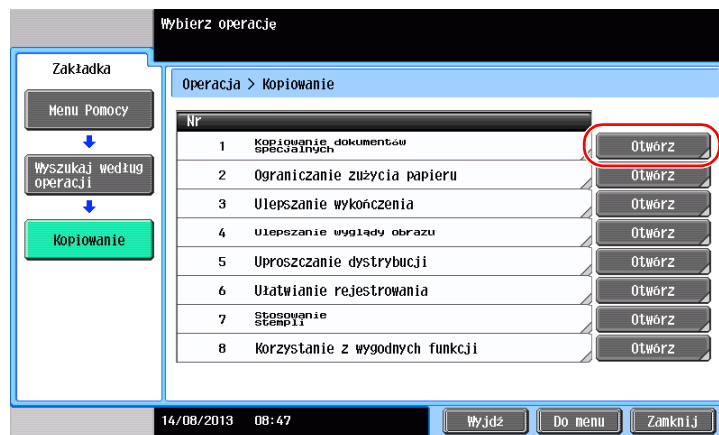 Wybierz operację
Zakładka
Menu Pomocy
Wyszukaj według
operacji
Kopiowanie
Operacja > Kopiowanie
Nr
1 Kopiowanie dokumentów
specjalnych Otwórz
2 Ograniczanie zużycia papieru Otwórz
3 Ulepszanie wykończenia Otwórz
4 Ulepszanie wyglądy obrazu Otwórz
5 Uproszczanie dystrybucji Otwórz
6 Ułatwianie rejestrowania Otwórz
7 Stosowanie
stempli Otwórz
8 Korzystanie z wygodnych funkcji Otwórz
14/08/2013 08:47 Wyjdź Do menu Zamknij